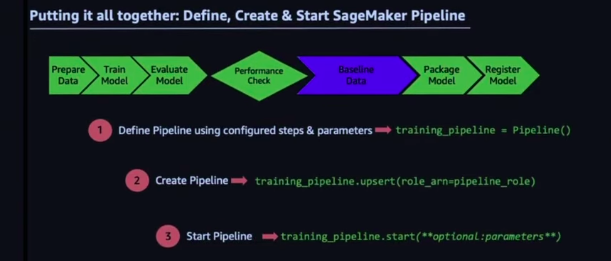 Putting it all together: Define, Create & Start SageMaker Pipeline
Prepare Data
Train Model
Evaluate Model
Performance Check
Baseline Data
Package Model
Register Model
1 Define Pipeline using configured steps & parameters training_pipeline = Pipeline()
2 Create Pipeline training_pipeline.upsert(role_arn=pipeline_role)
3 Start Pipeline training_pipeline.start(**optional:parameters**)